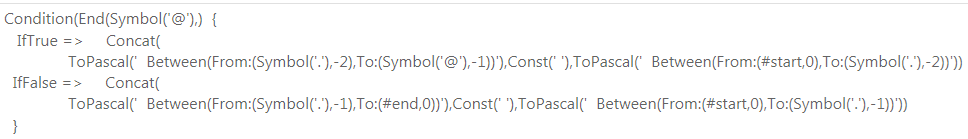 Condition(End(Symbol('@'),) {
IfTrue => Concat(
ToPascal(' Between(From:(Symbol('.'),-2),To:(Symbol('@'),-1))'),Const(' '),ToPascal(' Between(From:(#start,0),To:(Symbol('.'),-2))'))
IfFalse => Concat(
ToPascal(' Between(From:(Symbol('.'),-1),To:(#end,0))'),Const(' '),ToPascal(' Between(From:(#start,0),To:(Symbol('.'),-1))'))
}